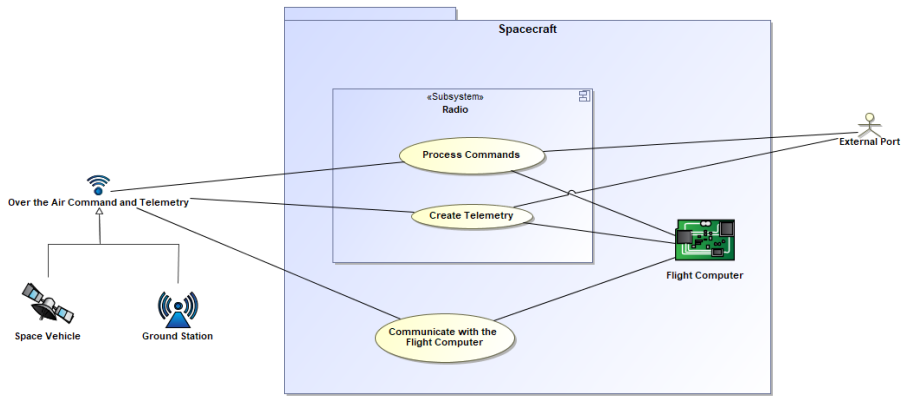 Spacecraft
«Subsystem»
Radio
Process Commands
External Port
Over the Air Command and Telemetry
Create Telemetry
Flight Computer
Space Vehicle
Ground Station
Communicate with the
Flight Computer